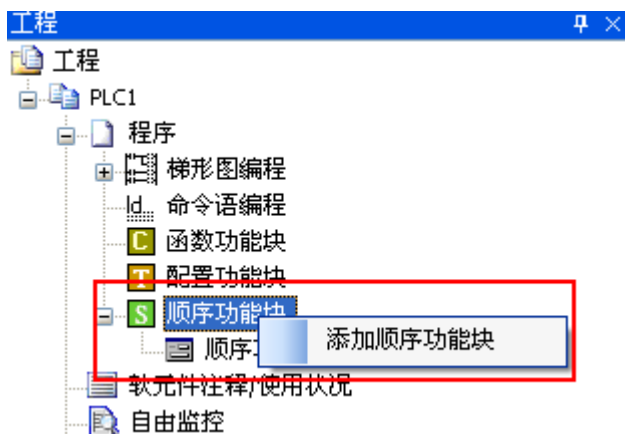 工程
工程
PLC1
程序
梯形图编程
ld... 命令语编程
C 函数功能块
T 配置功能块
S 顺序功能块
添加顺序功能块
顺序
软元件注释/使用状况
自由监控